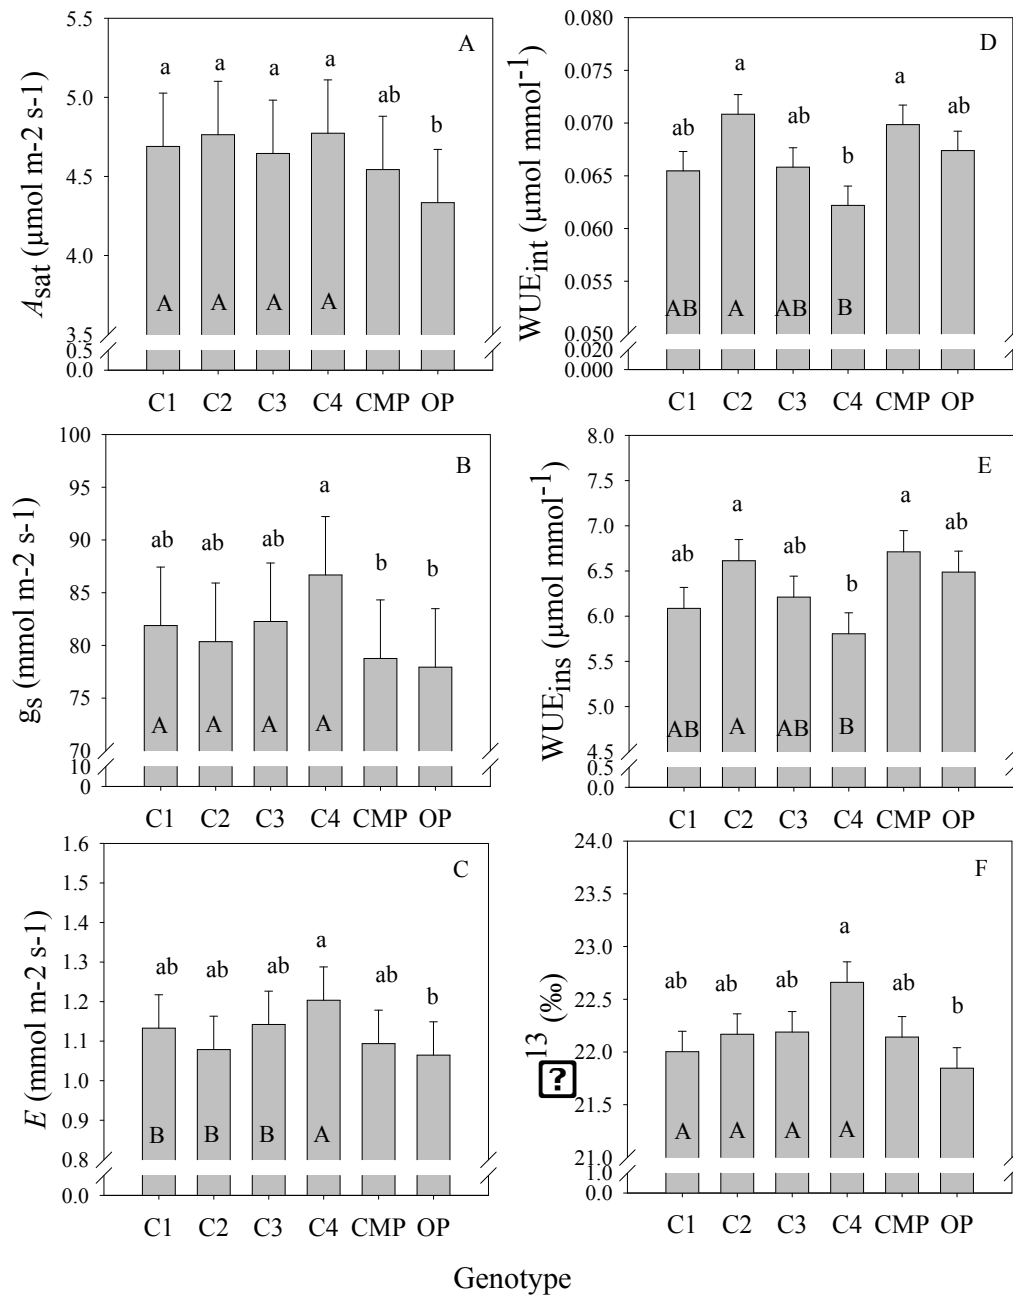 A
5.5
5.0
4.5
4.0
3.5
0.5
0.0
Asat (µmol m-2 s-1)
a a a a ab b
A A A A
C1 C2 C3 C4 CMP OP
D
0.080
0.075
0.070
0.065
0.060
0.055
0.050
0.020
0.000
WUEint (µmol mmol-1)
ab a ab b a ab
AB A AB B
C1 C2 C3 C4 CMP OP
B
100
95
90
85
80
75
70
10
0
gs (mmol m-2 s-1)
ab ab ab a b b
A A A A
C1 C2 C3 C4 CMP OP
E
8.0
7.5
7.0
6.5
6.0
5.5
5.0
4.5
0.5
0.0
WUEins (µmol mmol-1)
ab a ab b a ab
AB A AB B
C1 C2 C3 C4 CMP OP
C
1.6
1.5
1.4
1.3
1.2
1.1
1.0
0.9
0.8
0.0
E (mmol m-2 s-1)
ab ab ab a ab b
B B B A
C1 C2 C3 C4 CMP OP
F
24.0
23.5
23.0
22.5
22.0
21.5
21.0
1.0
0.0
?13 (‰)
ab ab ab a ab b
A A A A
C1 C2 C3 C4 CMP OP
Genotype